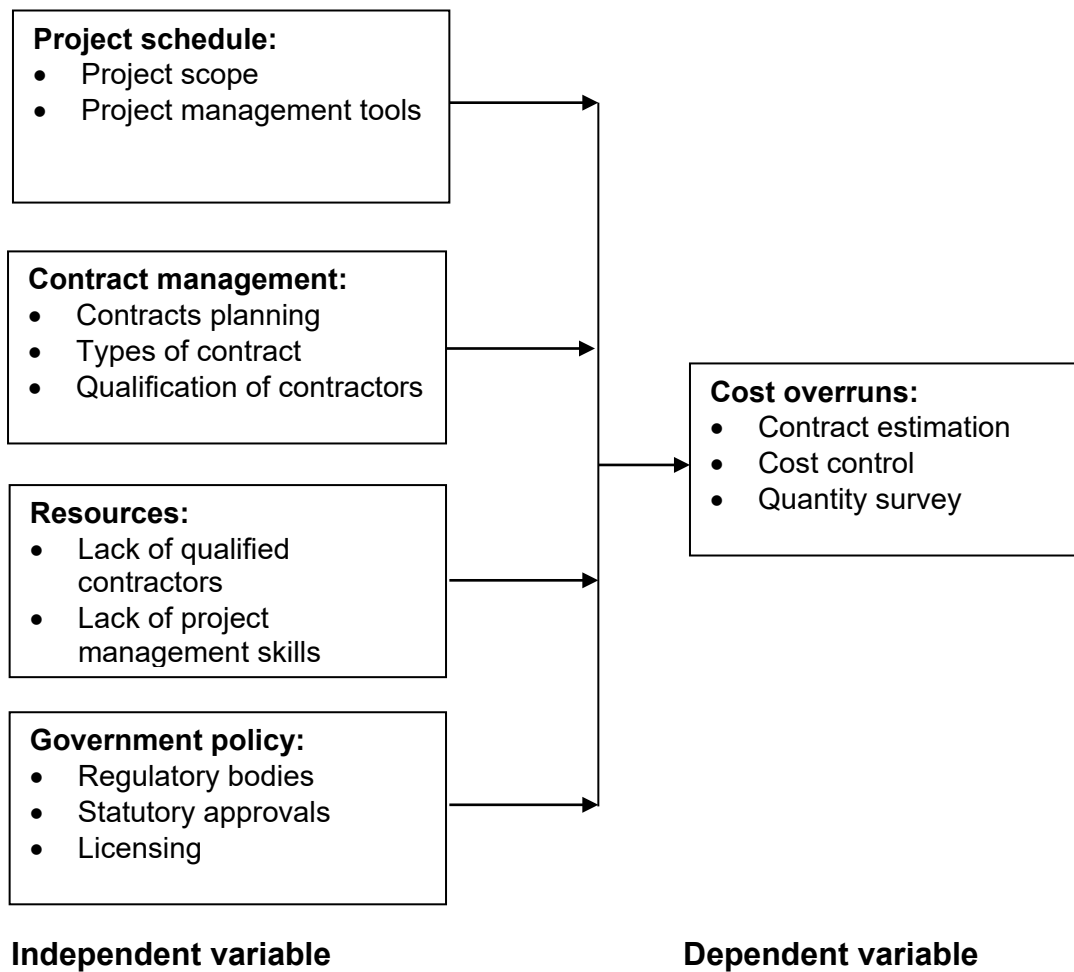 Project schedule:
• Project scope
• Project management tools
Contract management:
• Contracts planning
• Types of contract
• Qualification of contractors
Resources:
• Lack of qualified
contractors
• Lack of project
management skills
Government policy:
• Regulatory bodies
• Statutory approvals
• Licensing
Cost overruns:
• Contract estimation
• Cost control
• Quantity survey
Independent variable
Dependent variable